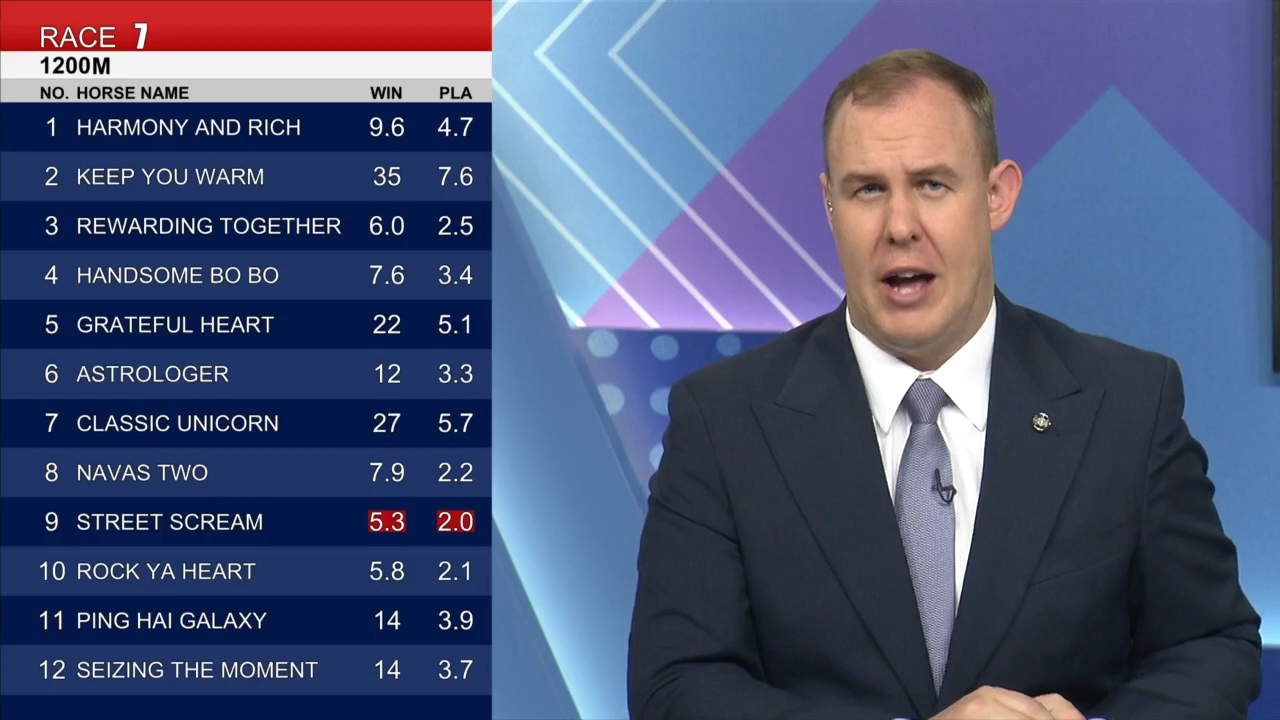 RACE 7
1200M
NO. HORSE NAME WIN PLA
1 HARMONY AND RICH 9.6 4.7
2 KEEP YOU WARM 35 7.6
3 REWARDING TOGETHER 6.0 2.5
4 HANDSOME BO BO 7.6 3.4
5 GRATEFUL HEART 22 5.1
6 ASTROLOGER 12 3.3
7 CLASSIC UNICORN 27 5.7
8 NAVAS TWO 7.9 2.2
9 STREET SCREAM 5.3 2.0
10 ROCK YA HEART 5.8 2.1
11 PING HAI GALAXY 14 3.9
12 SEIZING THE MOMENT 14 3.7